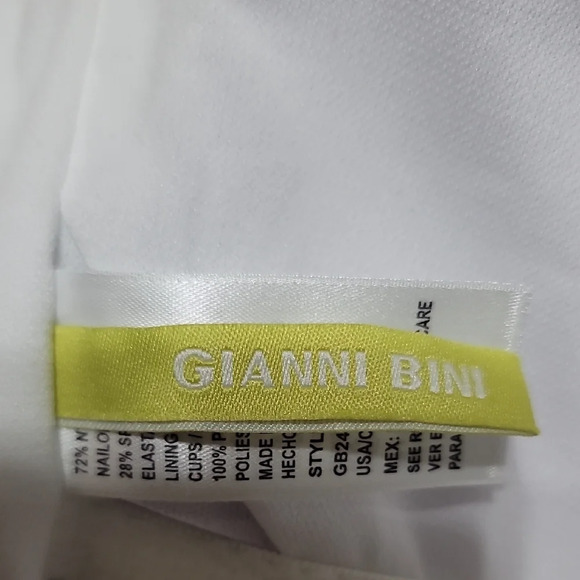 GIANNI BINI
72% N
NAILO
28% SP
ELAST
LINING
CUPS /
100% P
POLIES
MADE
HECHO
STYL
GB24
USA/C
MEX:
SEE R CARE
VER E
PARA